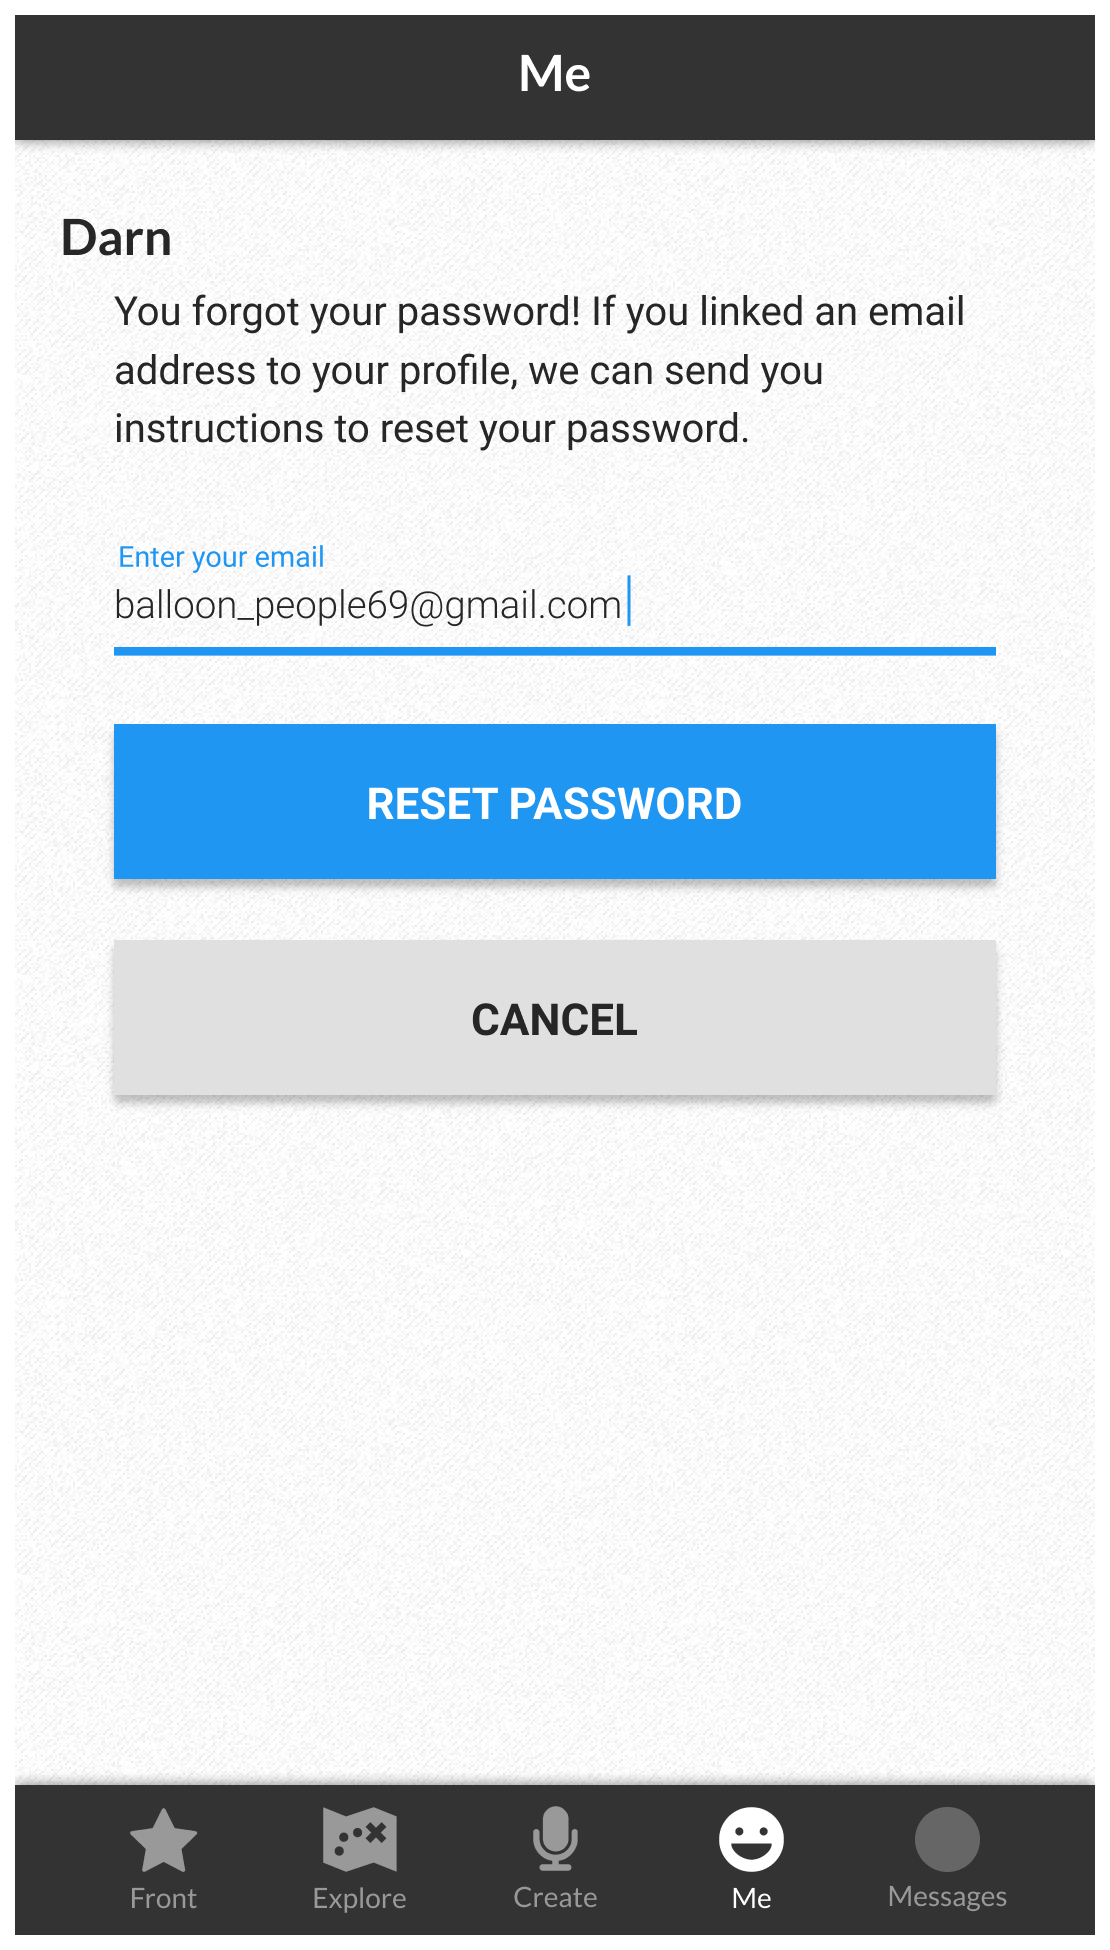 Me
Darn
You forgot your password! If you linked an email
address to your profile, we can send you
instructions to reset your password.
Enter your email
balloon_people69@gmail.com
RESET PASSWORD
CANCEL
Front
Explore
Create
Me
Messages